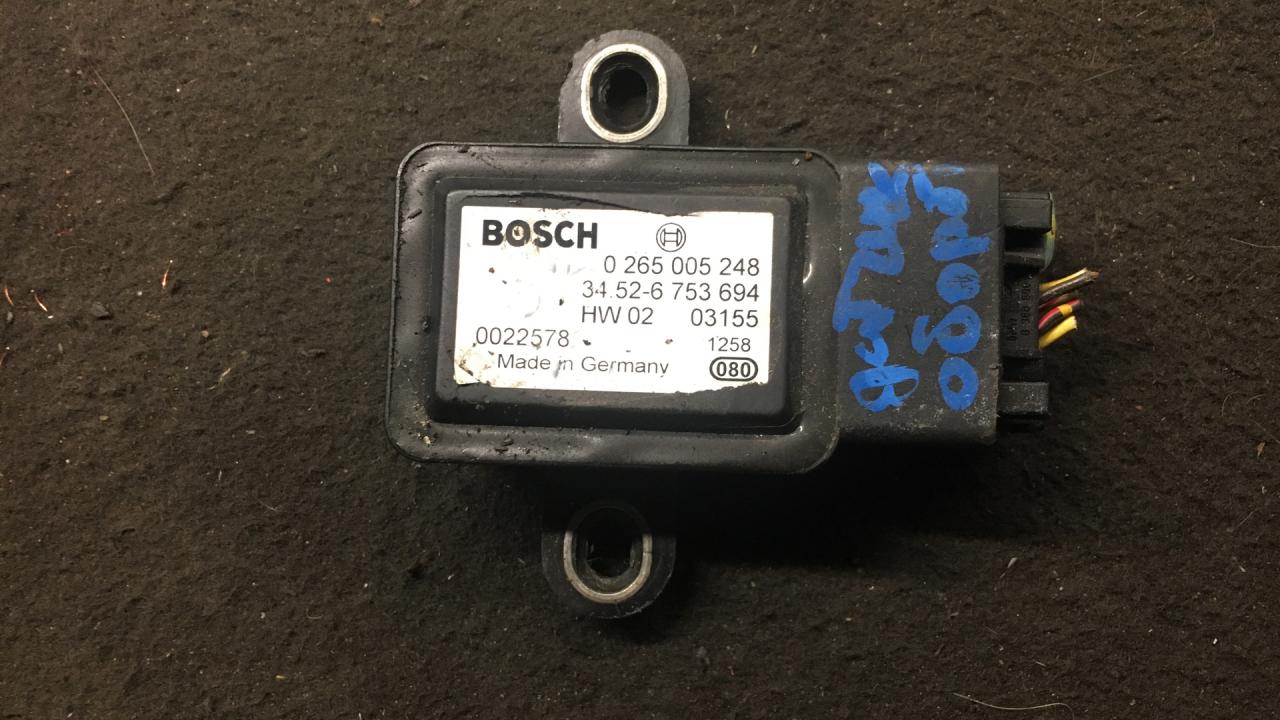 BOSCH
0 265 005 248
34.52-6 753 694
HW 02 03155
0022578 1258
Made in Germany 080
датчик